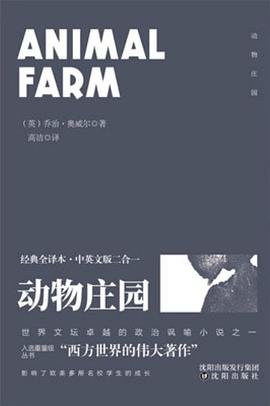 ANIMAL
FARM
动物庄园
（英）乔治·奥威尔著
高洁译
经典全译本·中英文版二合一
动物庄园
世界文坛卓越的政治讽喻小说之一
入选重量级
丛书
“西方世界的伟大著作”
影响了欧美多所名校学生的成长
沈阳出版发行集团
沈阳出版社